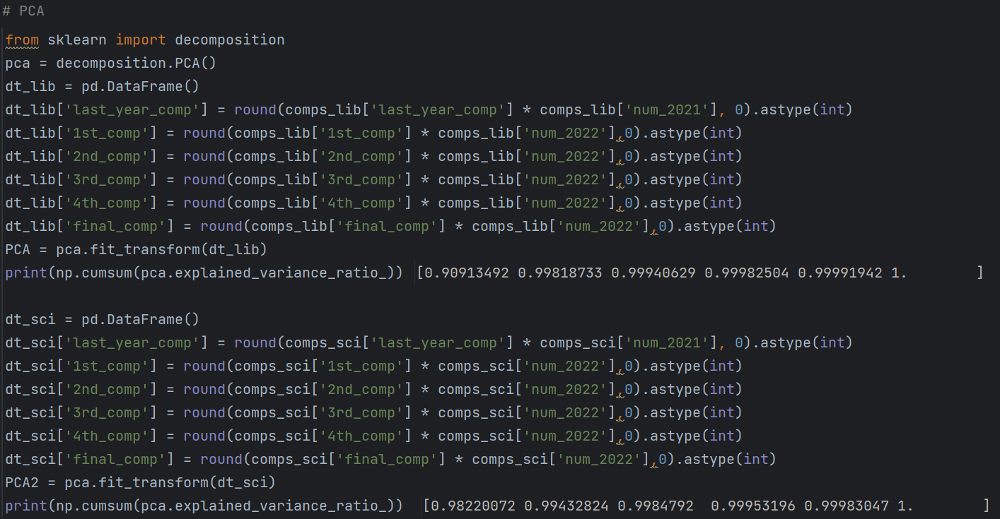 # PCA
from sklearn import decomposition
pca = decomposition.PCA()
dt_lib = pd.DataFrame()
dt_lib['last_year_comp'] = round(comps_lib['last_year_comp'] * comps_lib['num_2021'], 0).astype(int)
dt_lib['1st_comp'] = round(comps_lib['1st_comp'] * comps_lib['num_2022'],0).astype(int)
dt_lib['2nd_comp'] = round(comps_lib['2nd_comp'] * comps_lib['num_2022'],0).astype(int)
dt_lib['3rd_comp'] = round(comps_lib['3rd_comp'] * comps_lib['num_2022'],0).astype(int)
dt_lib['4th_comp'] = round(comps_lib['4th_comp'] * comps_lib['num_2022'],0).astype(int)
dt_lib['final_comp'] = round(comps_lib['final_comp'] * comps_lib['num_2022'],0).astype(int)
PCA = pca.fit_transform(dt_lib)
print(np.cumsum(pca.explained_variance_ratio_)) [0.90913492 0.99818733 0.99940629 0.99982504 0.99991942 1.        ]
dt_sci = pd.DataFrame()
dt_sci['last_year_comp'] = round(comps_sci['last_year_comp'] * comps_sci['num_2021'], 0).astype(int)
dt_sci['1st_comp'] = round(comps_sci['1st_comp'] * comps_sci['num_2022'],0).astype(int)
dt_sci['2nd_comp'] = round(comps_sci['2nd_comp'] * comps_sci['num_2022'],0).astype(int)
dt_sci['3rd_comp'] = round(comps_sci['3rd_comp'] * comps_sci['num_2022'],0).astype(int)
dt_sci['4th_comp'] = round(comps_sci['4th_comp'] * comps_sci['num_2022'],0).astype(int)
dt_sci['final_comp'] = round(comps_sci['final_comp'] * comps_sci['num_2022'],0).astype(int)
PCA2 = pca.fit_transform(dt_sci)
print(np.cumsum(pca.explained_variance_ratio_)) [0.98220072 0.99432824 0.9984792  0.99953196 0.99983047 1.        ]